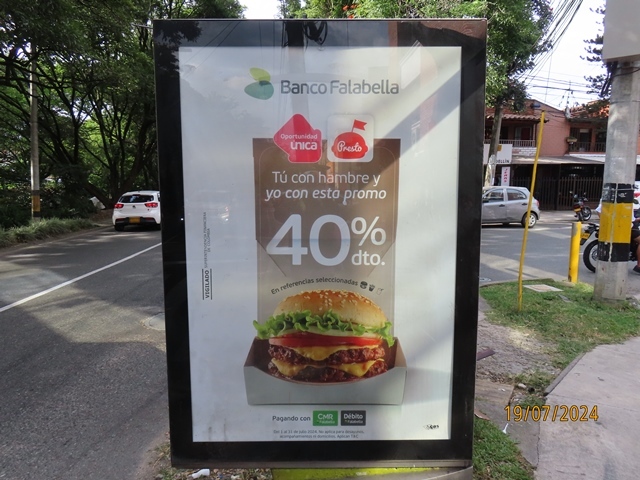 Banco Falabella
Oportunidad
única
Presto
Tú con hambre y
yo con esta promo
40%
dto.
En referencias seleccionadas
VIGILADO
Pagando con
CMR
Débito
19/07/2024